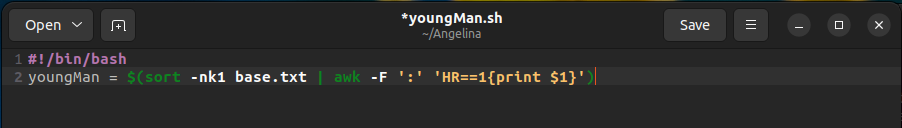 Open
*youngMan.sh
~/Angelina
Save
1 #!/bin/bash
2 youngMan = $(sort -nk1 base.txt | awk -F ':' 'HR==1{print $1}')